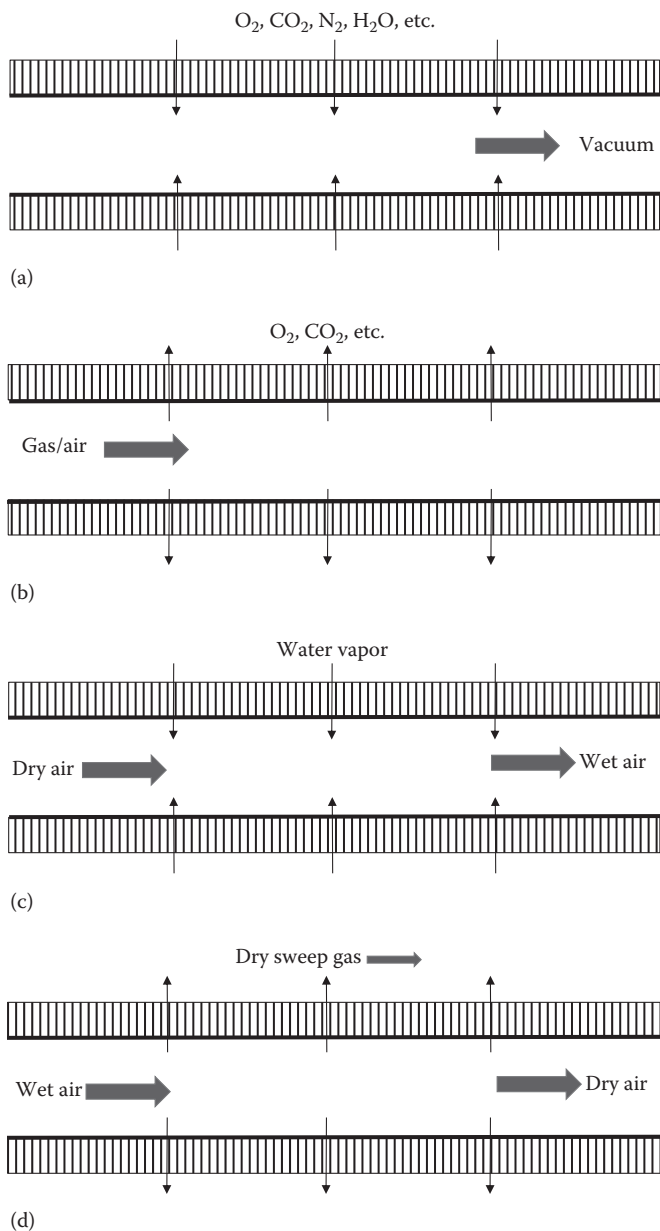 O₂, CO₂, N₂, H₂O, etc.
Vacuum
(a)
O₂, CO₂, etc.
Gas/air
(b)
Water vapor
Dry air
Wet air
(c)
Dry sweep gas
Wet air
Dry air
(d)